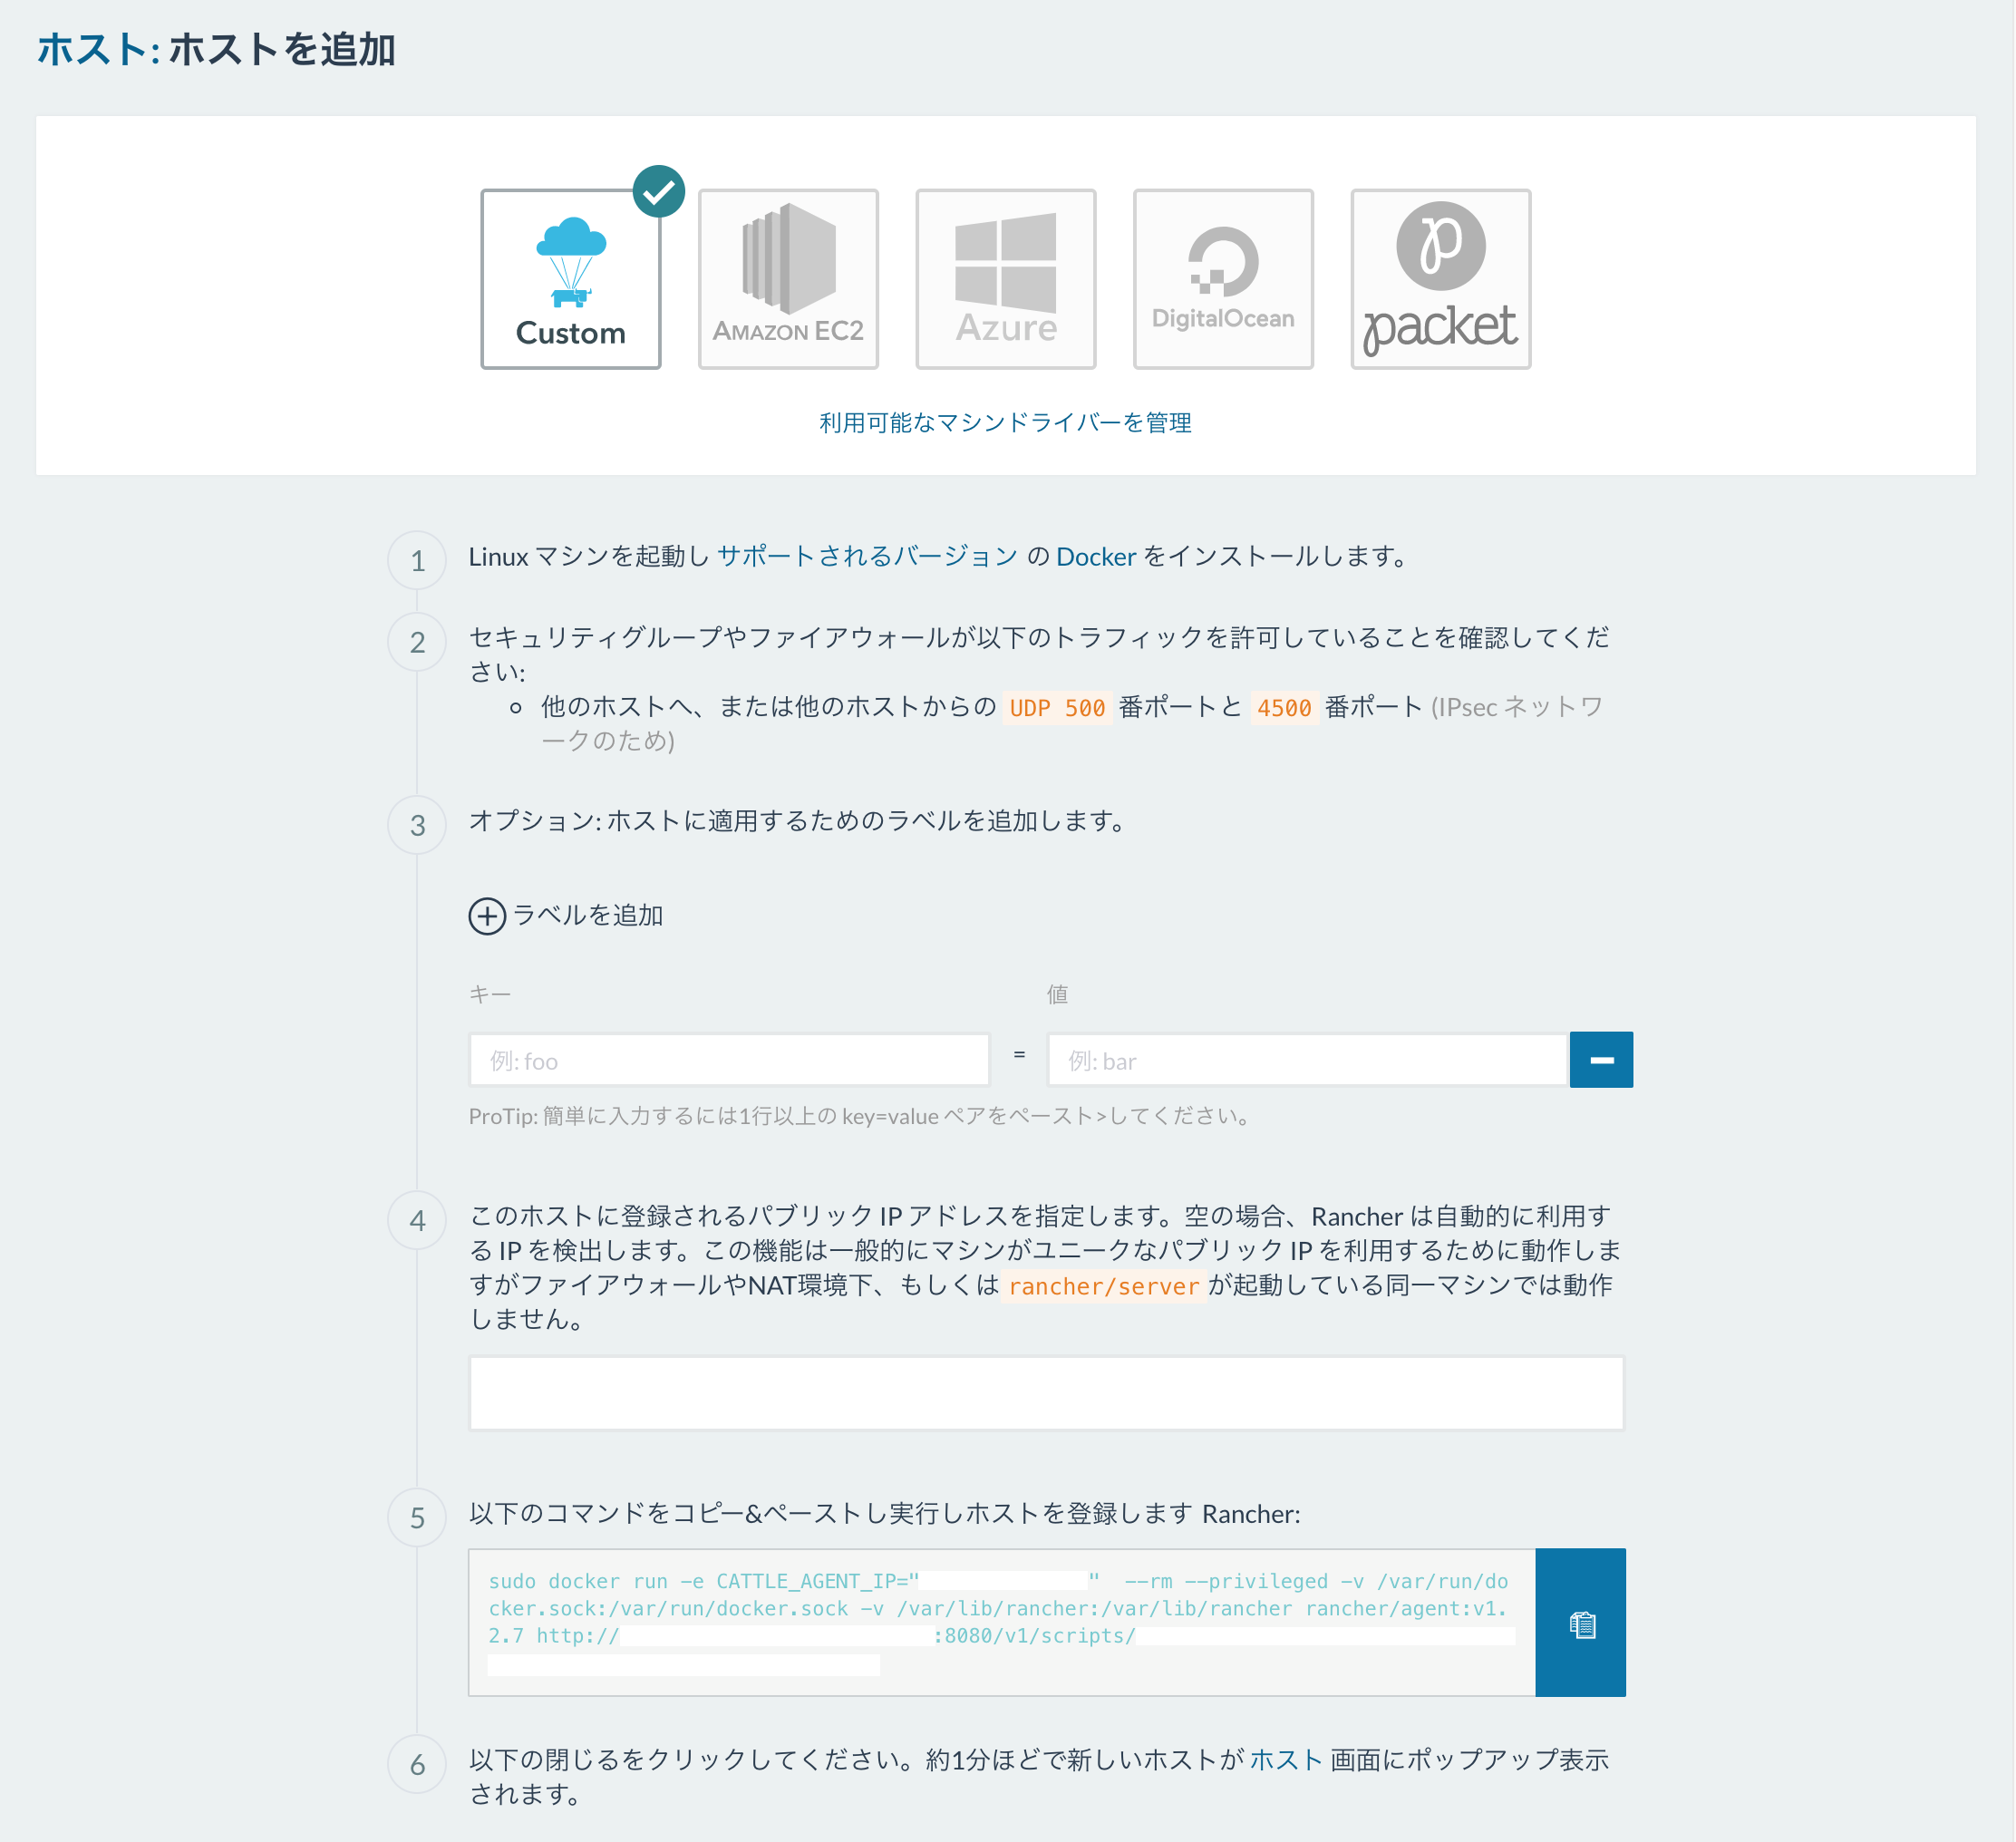 ホスト: ホストを追加
Custom
AMAZON EC2
Azure
DigitalOcean
packet
利用可能なマシンドライバーを管理
1
Linux マシンを起動し サポートされるバージョン の Docker をインストールします。
2
セキュリティグループやファイアウォールが以下のトラフィックを許可していることを確認してくだ
さい:
他のホストへ、または他のホストからの UDP 500 番ポートと 4500 番ポート (IPsec ネットワ
ークのため)
3
オプション: ホストに適用するためのラベルを追加します。
ラベルを追加
キー 値
例: foo = 例: bar
ProTip: 簡単に入力するには1行以上の key=value ペアをペースト>してください。
4
このホストに登録されるパブリック IP アドレスを指定します。空の場合、Rancher は自動的に利用す
る IP を検出します。この機能は一般的にマシンがユニークなパブリック IP を利用するために動作しま
すがファイアウォールやNAT環境下、もしくは rancher/server が起動している同一マシンでは動作
しません。
5
以下のコマンドをコピー&ペーストし実行しホストを登録します Rancher:
sudo docker run -e CATTLE_AGENT_IP=" " --rm --privileged -v /var/run/do
cker.sock:/var/run/docker.sock -v /var/lib/rancher:/var/lib/rancher rancher/agent:v1.
2.7 http:// :8080/v1/scripts/
6
以下の閉じるをクリックしてください。約1分ほどで新しいホストが ホスト 画面にポップアップ表示
されます。